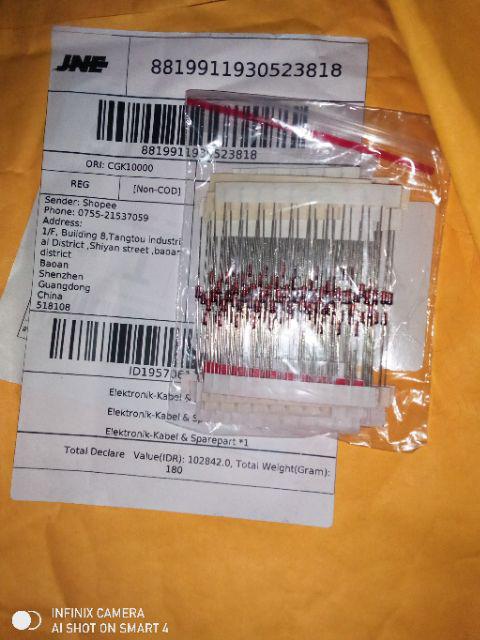 JNE
8819911930523818
8819911930523818
ORI: CGK10000
REG
[Non-COD]
Sender: Shopee
Phone: 0755-21537059
Address:
1/F, Building 8,Tangtou industri
al District ,Shiyan street ,baoan
district
Baoan
Shenzhen
Guangdong
China
518108
Elektronik-Kabel &
Elektronik-Kabel &
Elektronik-Kabel & Sparepart *1
Total Declare Value(IDR): 102842.0, Total Weight(Gram):
180
INFINIX CAMERA
AI SHOT ON SMART 4